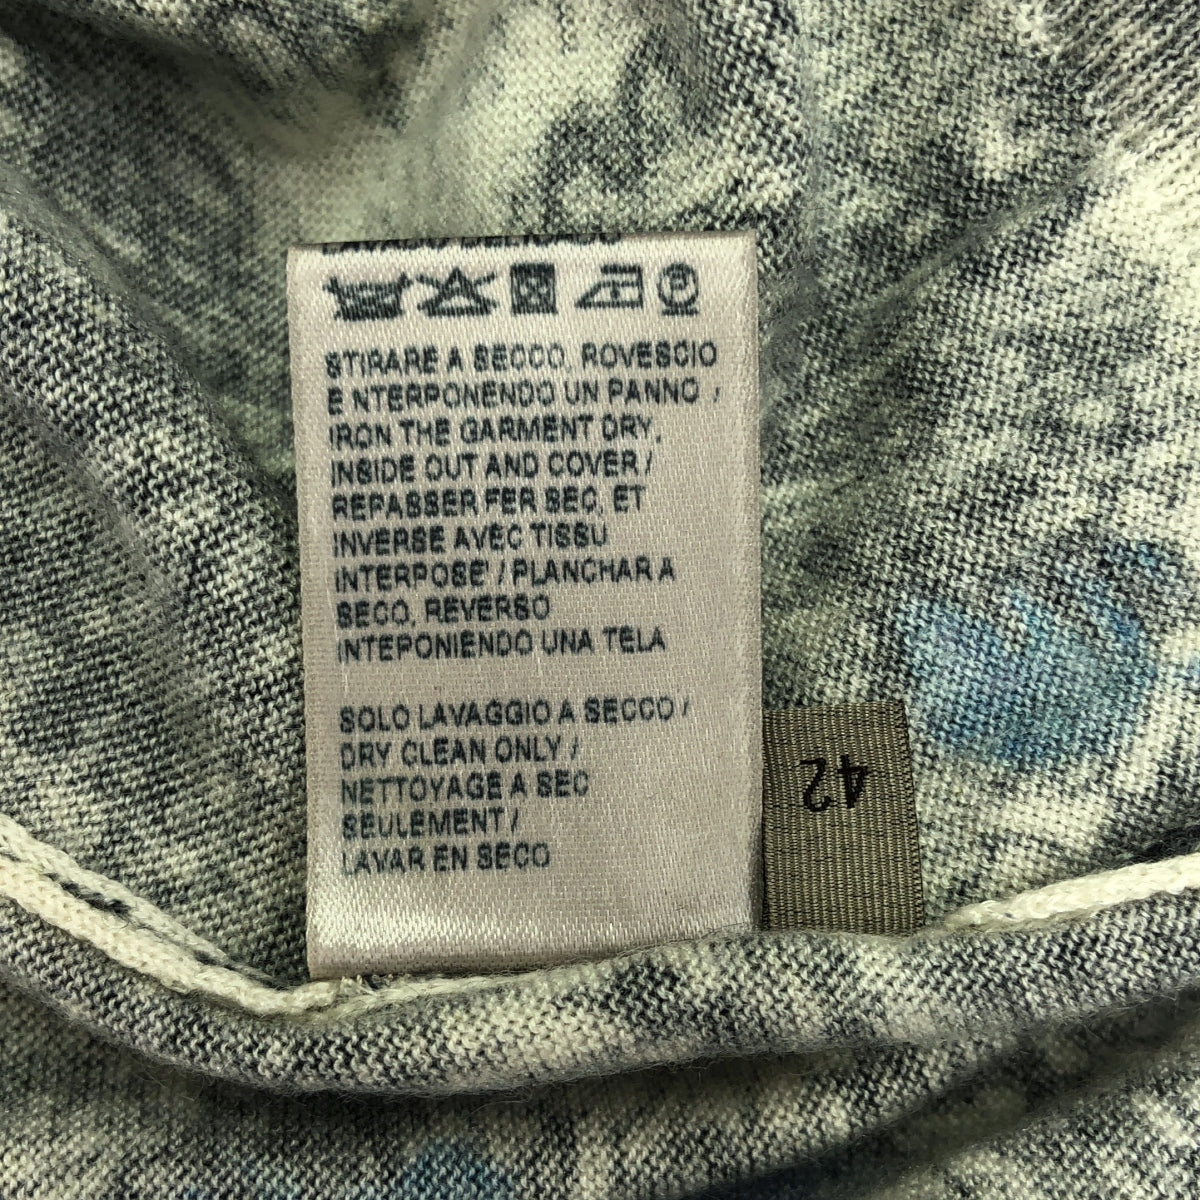 STIRARE A SECCO, ROVESCIO
E NTERPONENDO UN PANNO /
IRON THE GARMENT DRY,
INSIDE OUT AND COVER /
REPASSER FER SEC, ET
INVERSE AVEC TISSU
INTERPOSE' / PLANCHAR A
SECO, REVERSO
INTEPONIENDO UNA TELA
SOLO LAVAGGIO A SECCO /
DRY CLEAN ONLY /
NETTOYAGE A SEC
SEULEMENT /
LAVAR EN SECO
42